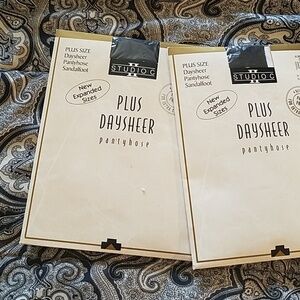 PLUS SIZE
Daysheer
Pantyhose
Sandalfoot
STUDIO C
New
Expanded
Sizes
PLUS
DAYSHEER
pantyhose
PLUS SIZE
Daysheer
Pantyhose
Sandalfoot
STUDIO C
New
Expanded
Sizes
PLUS
DAYSHEER
pantyhose